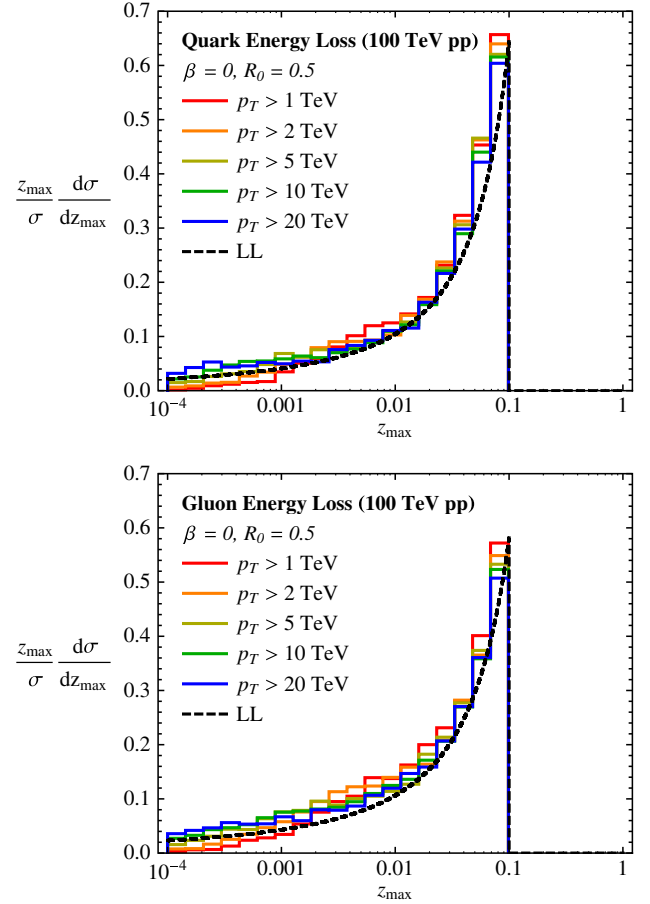 0.7
Quark Energy Loss (100 TeV pp)
0.6
β = 0, R₀ = 0.5
p_T > 1 TeV
0.5
p_T > 2 TeV
0.4
p_T > 5 TeV
z_max dσ
p_T > 10 TeV
σ dz_max
0.3
p_T > 20 TeV
LL
0.2
0.1
0.0
10⁻⁴ 0.001 0.01 0.1 1
z_max
0.7
Gluon Energy Loss (100 TeV pp)
0.6
β = 0, R₀ = 0.5
p_T > 1 TeV
0.5
p_T > 2 TeV
0.4
p_T > 5 TeV
z_max dσ
p_T > 10 TeV
σ dz_max
0.3
p_T > 20 TeV
LL
0.2
0.1
0.0
10⁻⁴ 0.001 0.01 0.1 1
z_max